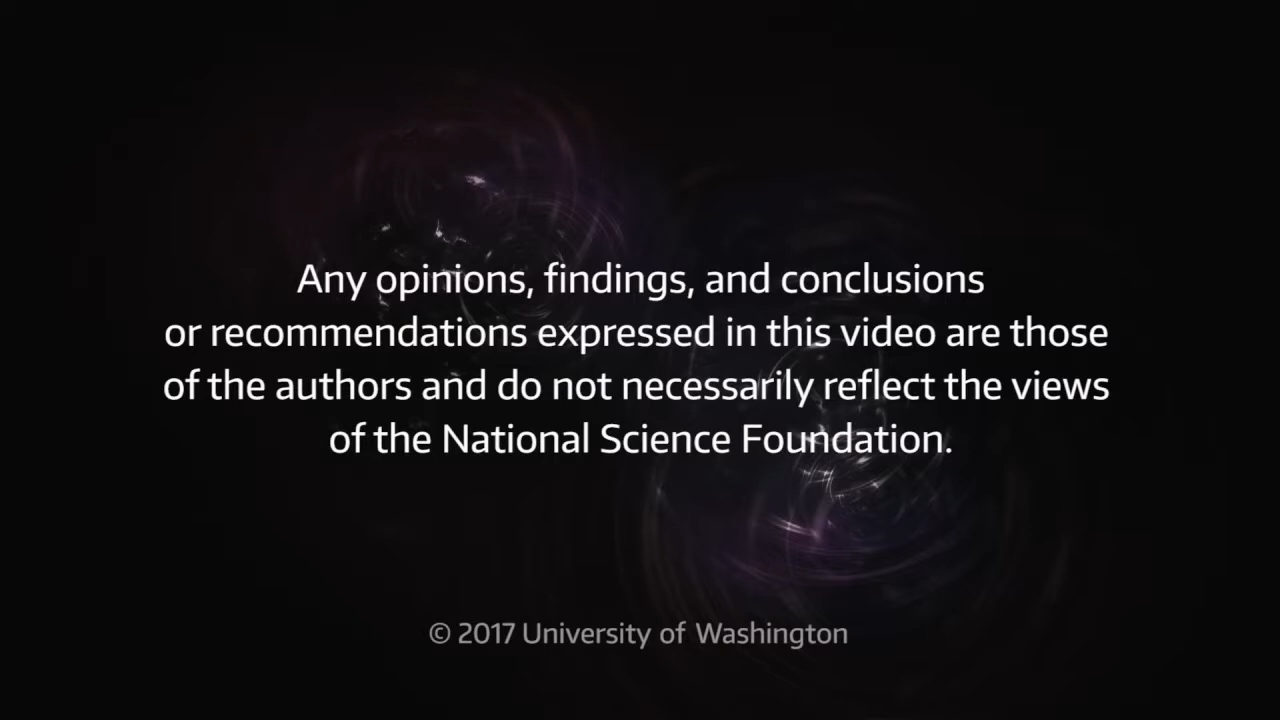 Any opinions, findings, and conclusions
or recommendations expressed in this video are those
of the authors and do not necessarily reflect the views
of the National Science Foundation.
© 2017 University of Washington